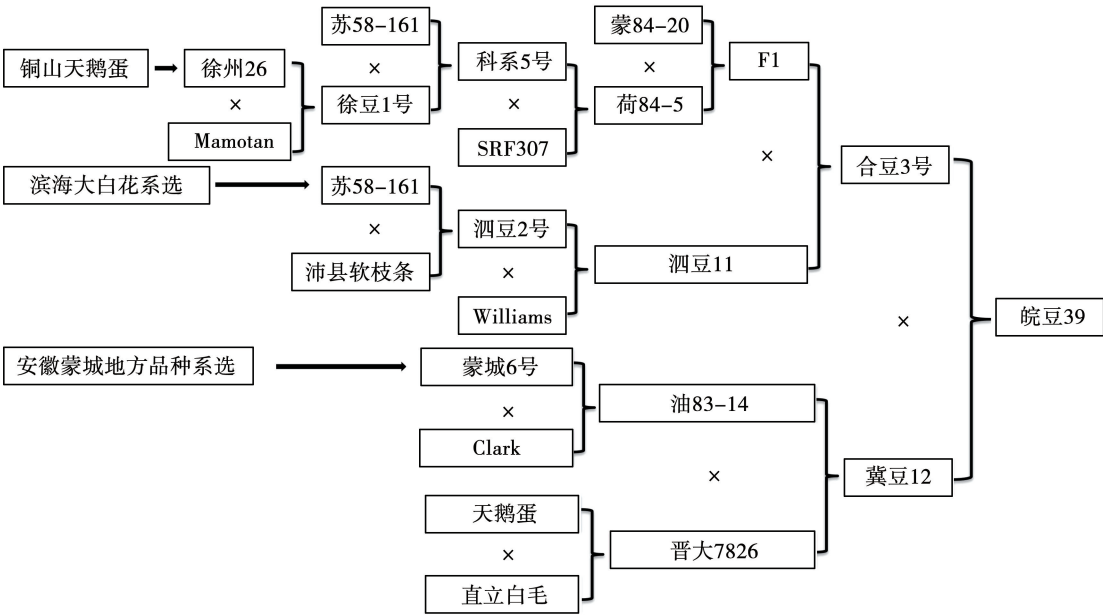 苏58-161
蒙84-20
铜山天鹅蛋
徐州26
×
科系5号
×
F1
×
徐豆1号
×
荷84-5
Mamotan
SRF307
×
合豆3号
滨海大白花系选
苏58-161
×
泗豆2号
沛县软枝条
×
泗豆11
Williams
×
皖豆39
安徽蒙城地方品种系选
蒙城6号
×
油83-14
Clark
×
冀豆12
天鹅蛋
×
晋大7826
直立白毛